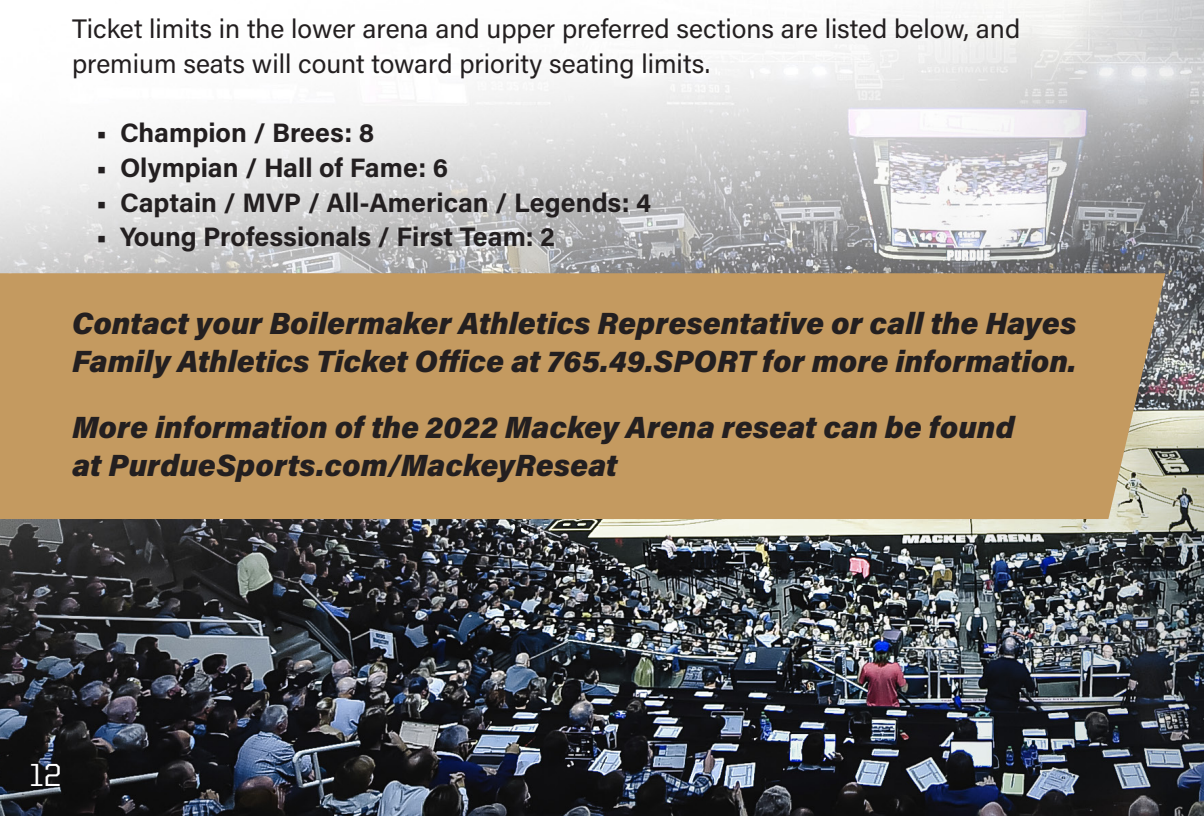 Ticket limits in the lower arena and upper preferred sections are listed below, and
premium seats will count toward priority seating limits.
▪ Champion / Brees: 8
▪ Olympian / Hall of Fame: 6
▪ Captain / MVP / All-American / Legends: 4
▪ Young Professionals / First Team: 2
PURDUE
1932
PURDUE
Contact your Boilermaker Athletics Representative or call the Hayes
Family Athletics Ticket Office at 765.49.SPORT for more information.
More information of the 2022 Mackey Arena reseat can be found
at PurdueSports.com/MackeyReseat
BIG
MACKEY ARENA
12